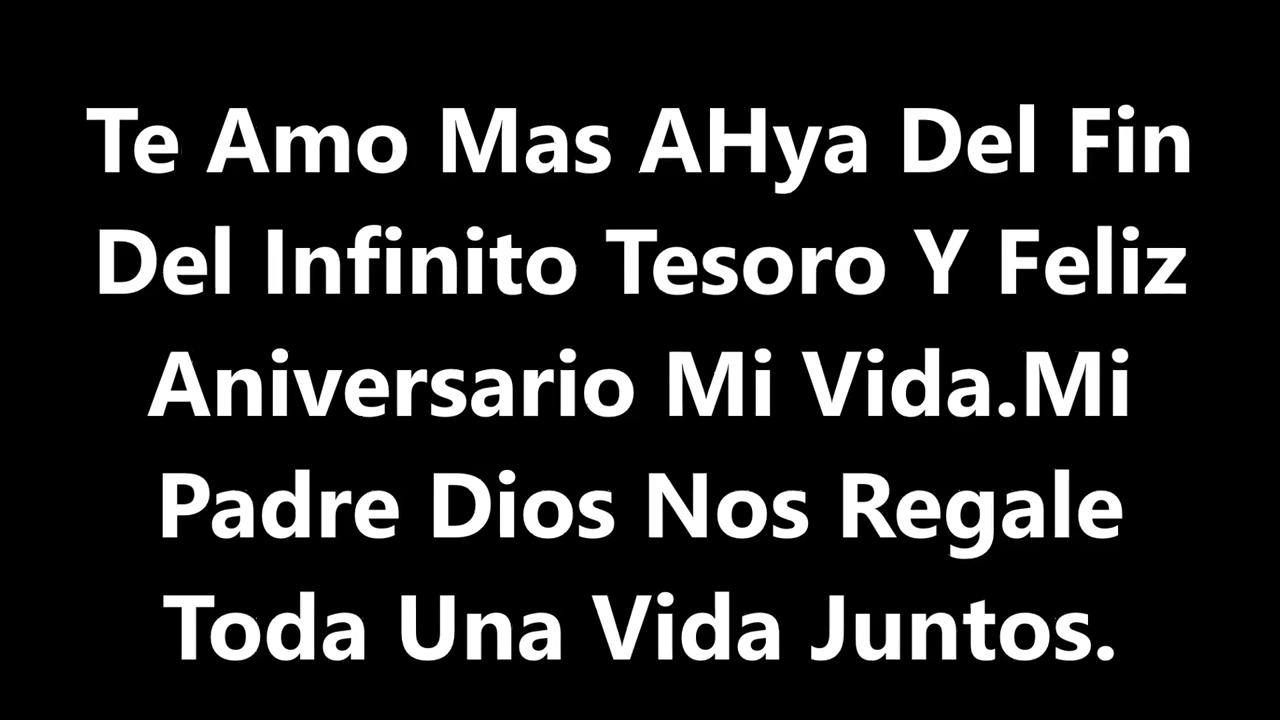 Te Amo Mas AHya Del Fin
Del Infinito Tesoro Y Feliz
Aniversario Mi Vida.Mi
Padre Dios Nos Regale
Toda Una Vida Juntos.